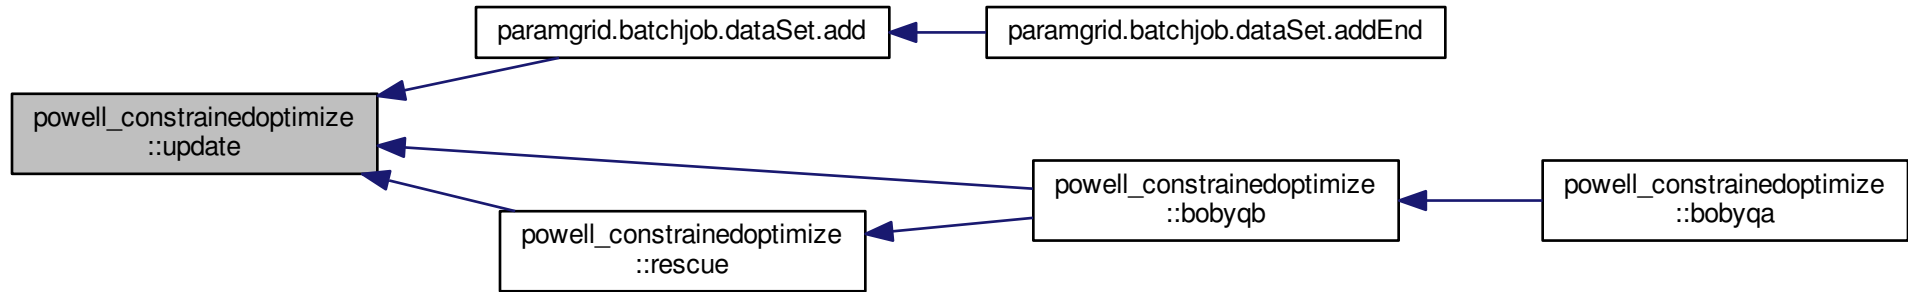 paramgrid.batchjob.dataSet.add
paramgrid.batchjob.dataSet.addEnd
powell_constrainedoptimize
::update
powell_constrainedoptimize
::bobyqb
powell_constrainedoptimize
::bobyqa
powell_constrainedoptimize
::rescue